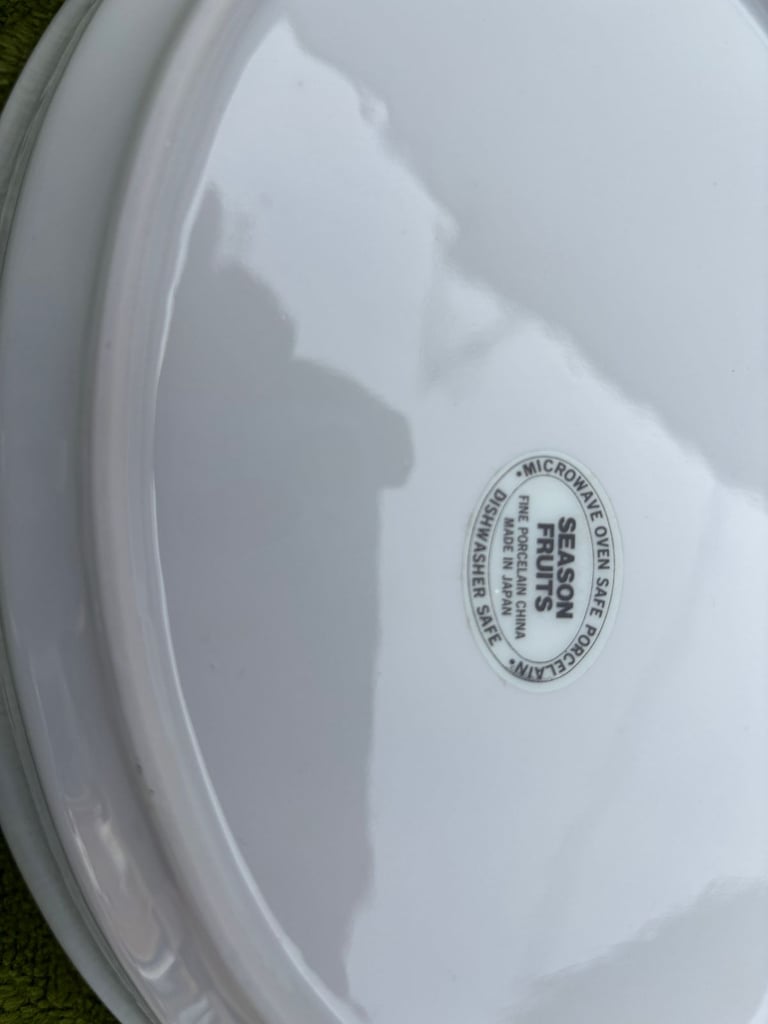 •MICROWAVE OVEN SAFE PORCELAIN•
SEASON
FRUITS
FINE PORCELAIN CHINA
MADE IN JAPAN
DISHWASHER SAFE